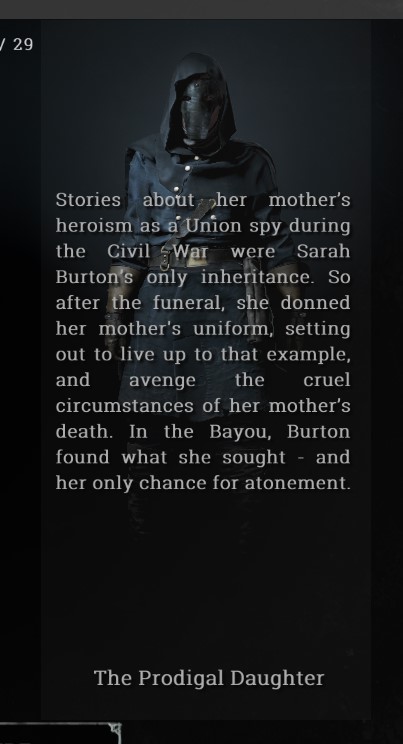 / 29
Stories about her mother's
heroism as a Union spy during
the Civil War were Sarah
Burton's only inheritance. So
after the funeral, she donned
her mother's uniform, setting
out to live up to that example,
and avenge the cruel
circumstances of her mother's
death. In the Bayou, Burton
found what she sought - and
her only chance for atonement.
The Prodigal Daughter